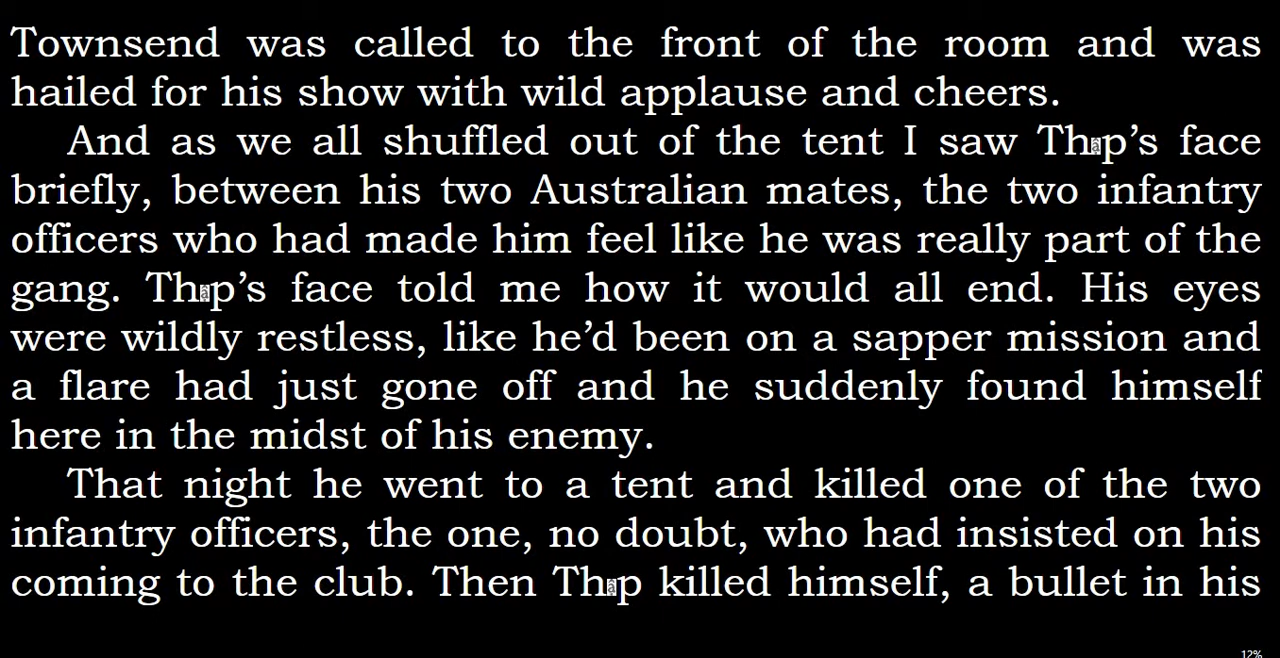 Townsend was called to the front of the room and was
hailed for his show with wild applause and cheers.
And as we all shuffled out of the tent I saw Thập’s face
briefly, between his two Australian mates, the two infantry
officers who had made him feel like he was really part of the
gang. Thập’s face told me how it would all end. His eyes
were wildly restless, like he’d been on a sapper mission and
a flare had just gone off and he suddenly found himself
here in the midst of his enemy.
That night he went to a tent and killed one of the two
infantry officers, the one, no doubt, who had insisted on his
coming to the club. Then Thập killed himself, a bullet in his
12%